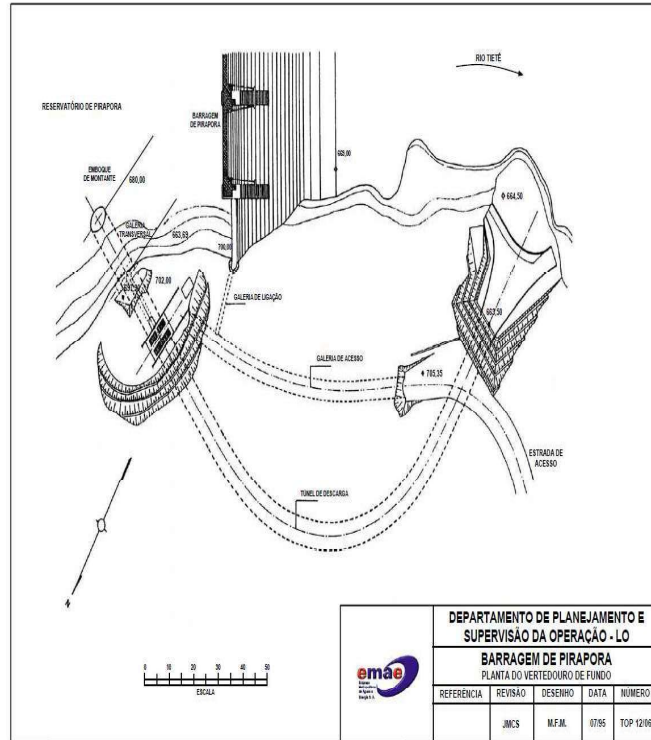 RIO TIETÊ
RESERVATÓRIO DE PIRAPORA
BARRAGEM
DE PIRAPORA
EMBOQUE
DE MONTANTE
680,00
669,00
664,50
GALERIA
TRANSVERSAL
663,69
700,00
702,00
GALERIA DE LIGAÇÃO
663,50
GALERIA DE ACESSO
705,35
ESTRADA DE
ACESSO
TÚNEL DE DESCARGA
N
0 10 20 30 40 50
ESCALA
emae
DEPARTAMENTO DE PLANEJAMENTO E
SUPERVISÃO DA OPERAÇÃO - LO
BARRAGEM DE PIRAPORA
PLANTA DO VERTEDOURO DE FUNDO
REFERÊNCIA REVISÃO DESENHO DATA NÚMERO
JMCS M.F.M. 07/95 TOP 12/06